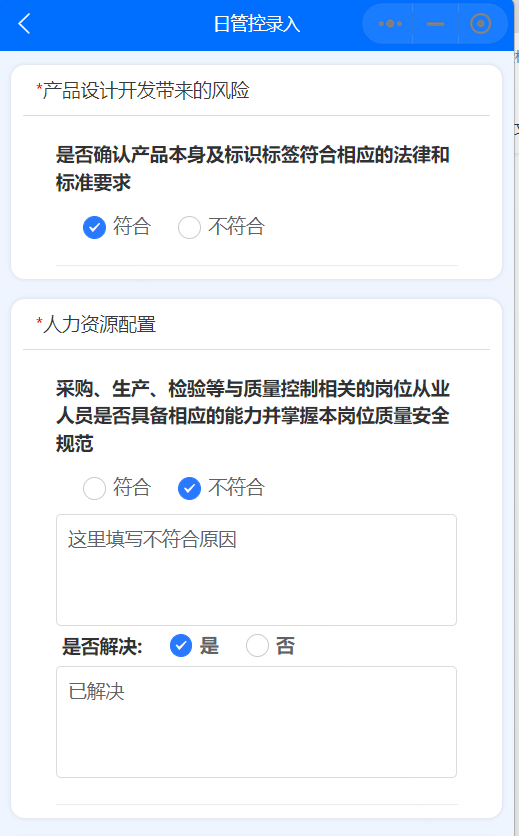 日管控录入
*产品设计开发带来的风险
是否确认产品本身及标识标签符合相应的法律和
标准要求
符合 不符合
*人力资源配置
采购、生产、检验等与质量控制相关的岗位从业
人员是否具备相应的能力并掌握本岗位质量安全
规范
符合 不符合
这里填写不符合原因
是否解决: 是 否
已解决